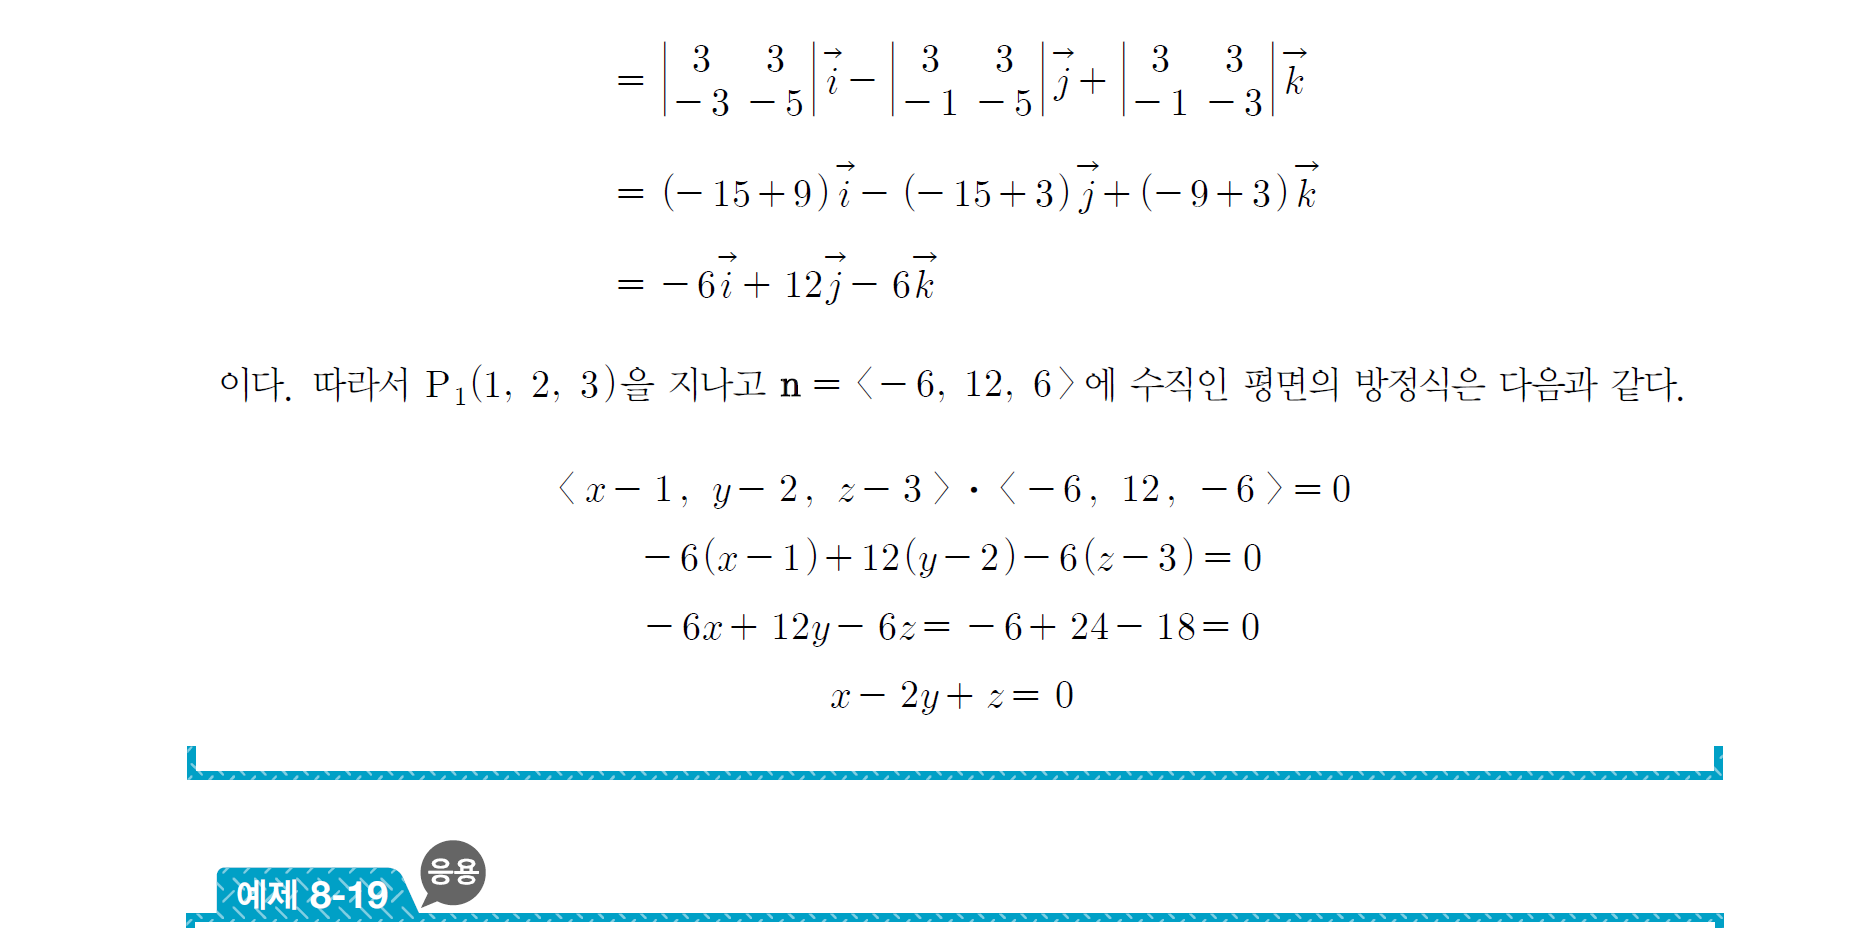 = | 3 3 | i→ − | 3 3 | j→ + | 3 3 | k→
| −3 −5 | | −1 −5 | | −1 −3 |
= (−15+9) i→ − (−15+3) j→ + (−9+3) k→
= −6i→ + 12j→ − 6k→
이다. 따라서 P₁(1, 2, 3)을 지나고 n = 〈−6, 12, 6〉에 수직인 평면의 방정식은 다음과 같다.
〈x−1, y−2, z−3〉·〈−6, 12, −6〉=0
−6(x−1)+12(y−2)−6(z−3)=0
−6x+12y−6z=−6+24−18=0
x−2y+z=0
응용
예제 8-19